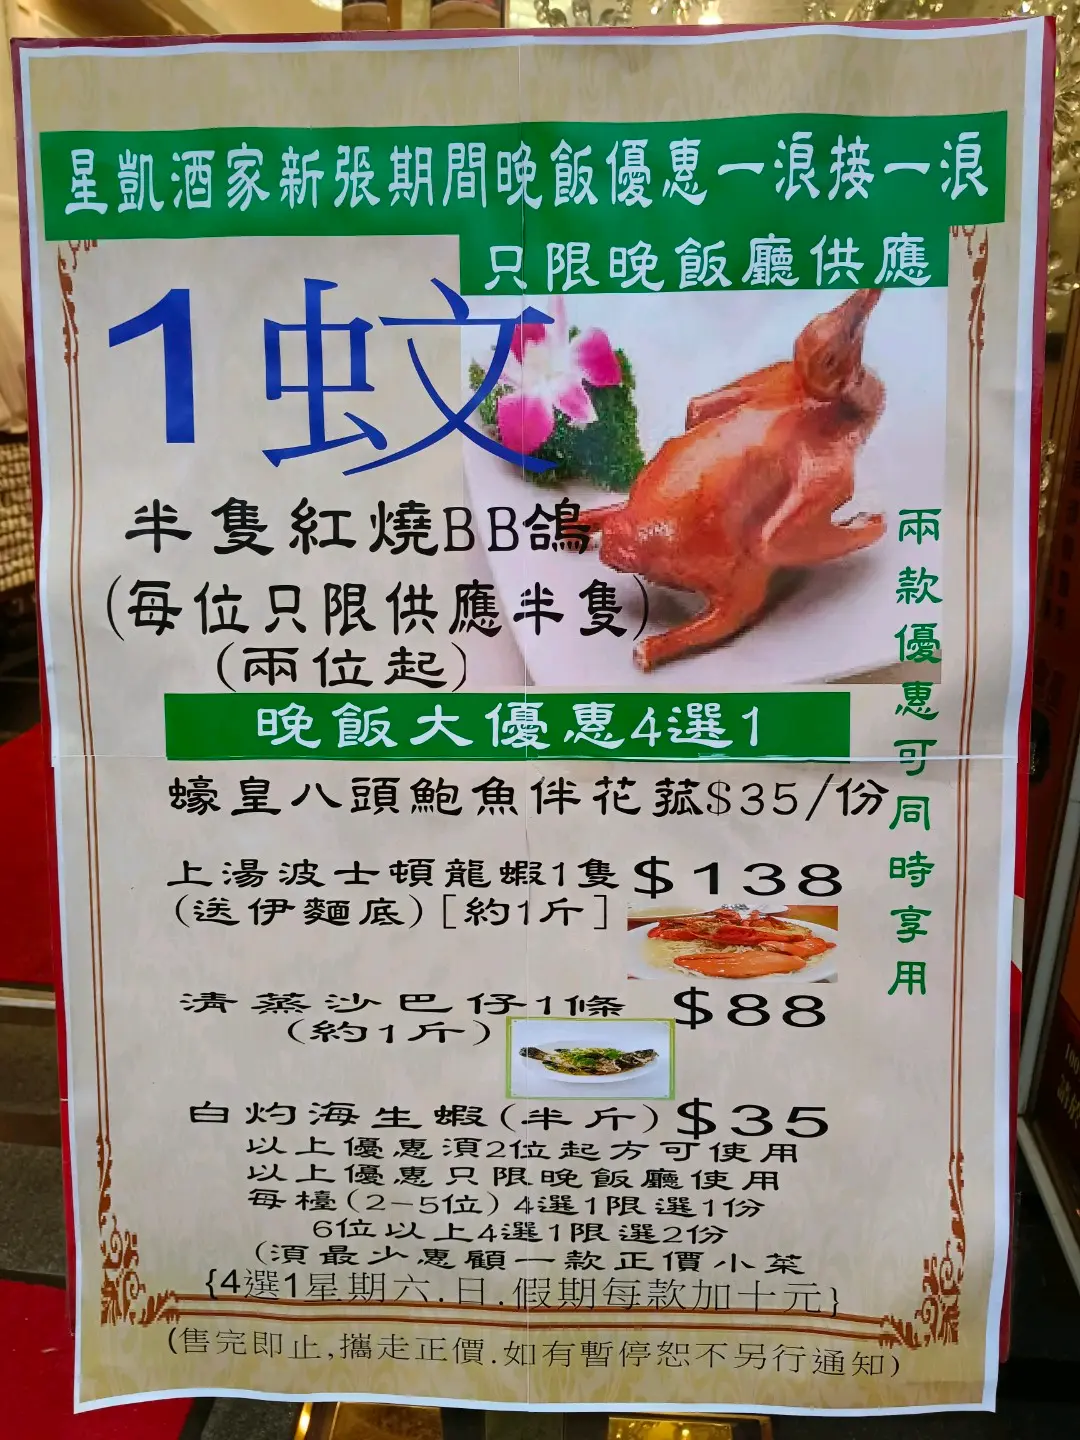 星凱酒家新張期間晚飯優惠一浪接一浪
只限晚飯廳供應
1蚊
半隻紅燒BB鴿
(每位只限供應半隻)
(兩位起)
兩款優惠可同時享用
晚飯大優惠4選1
蠔皇八頭鮑魚伴花菰$35/份
上湯波士頓龍蝦1隻$138
(送伊麵底)[約1斤]
清蒸沙巴仔1條 $88
(約1斤)
白灼海生蝦(半斤)$35
以上優惠須2位起方可使用
以上優惠只限晚飯廳使用
每檯(2-5位)4選1限選1份
6位以上4選1限選2份
(須最少惠顧一款正價小菜
{4選1星期六.日.假期每款加十元}
(售完即止,攜走正價.如有暫停恕不另行通知)